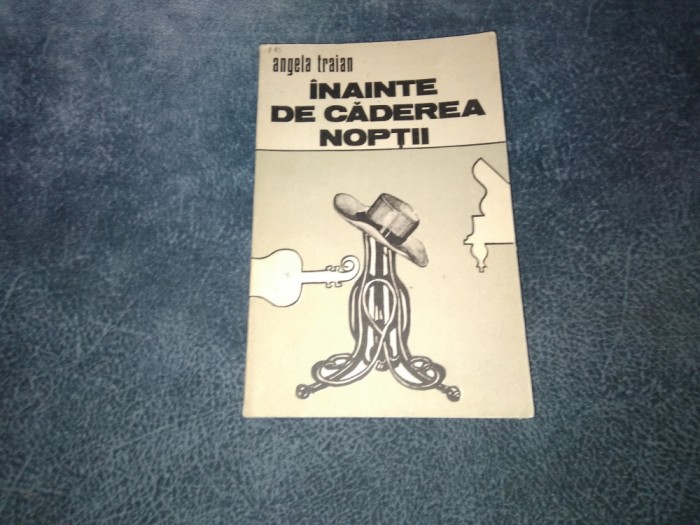 angela traian
ÎNAINTE
DE CĂDEREA
NOPȚII